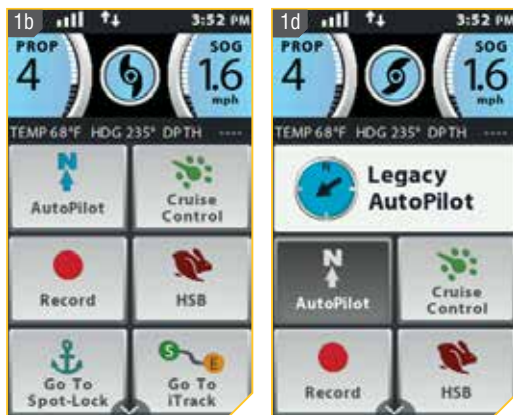 1b
3:52 PM
PROP
4
SOG
1.6
mph
TEMP 68°F HDG 235° DPTH ----
N
AutoPilot
Cruise
Control
Record
HSB
Go To
Spot-Lock
S
E
Go To
iTrack
1d
3:52 PM
PROP
4
SOG
1.6
mph
TEMP 68°F HDG 235° DPTH ----
N
Legacy
AutoPilot
N
AutoPilot
Cruise
Control
Record
HSB